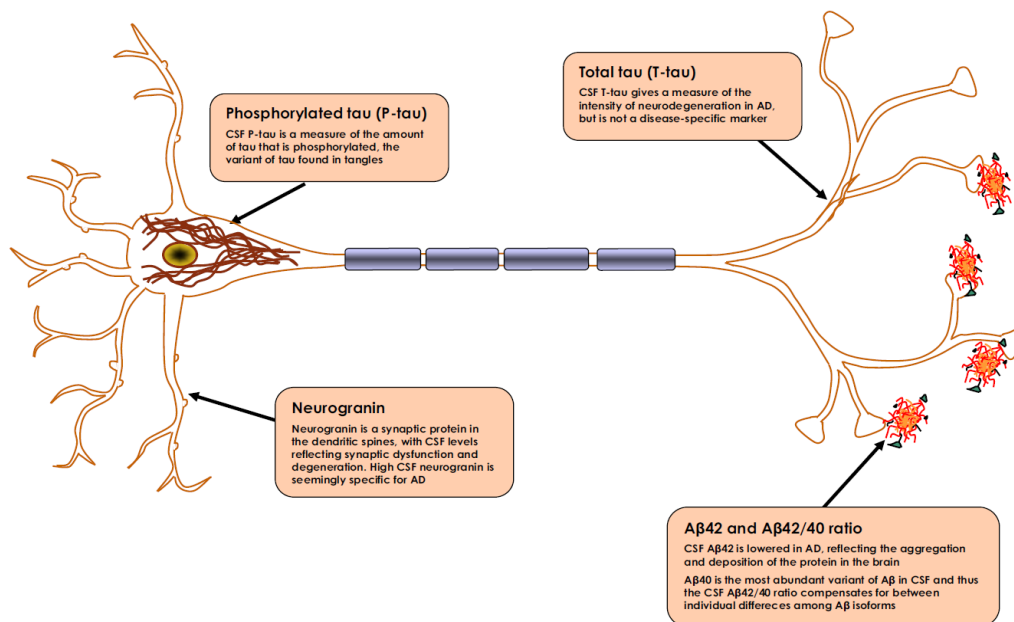 Phosphorylated tau (P-tau)
CSF P-tau is a measure of the amount
of tau that is phosphorylated, the
variant of tau found in tangles
Total tau (T-tau)
CSF T-tau gives a measure of the
intensity of neurodegeneration in AD,
but is not a disease-specific marker
Neurogranin
Neurogranin is a synaptic protein in
the dendritic spines, with CSF levels
reflecting synaptic dysfunction and
degeneration. High CSF neurogranin is
seemingly specific for AD
Aβ42 and Aβ42/40 ratio
CSF Aβ42 is lowered in AD, reflecting the aggregation
and deposition of the protein in the brain
Aβ40 is the most abundant variant of Aβ in CSF and thus
the CSF Aβ42/40 ratio compensates for between
individual differeces among Aβ isoforms